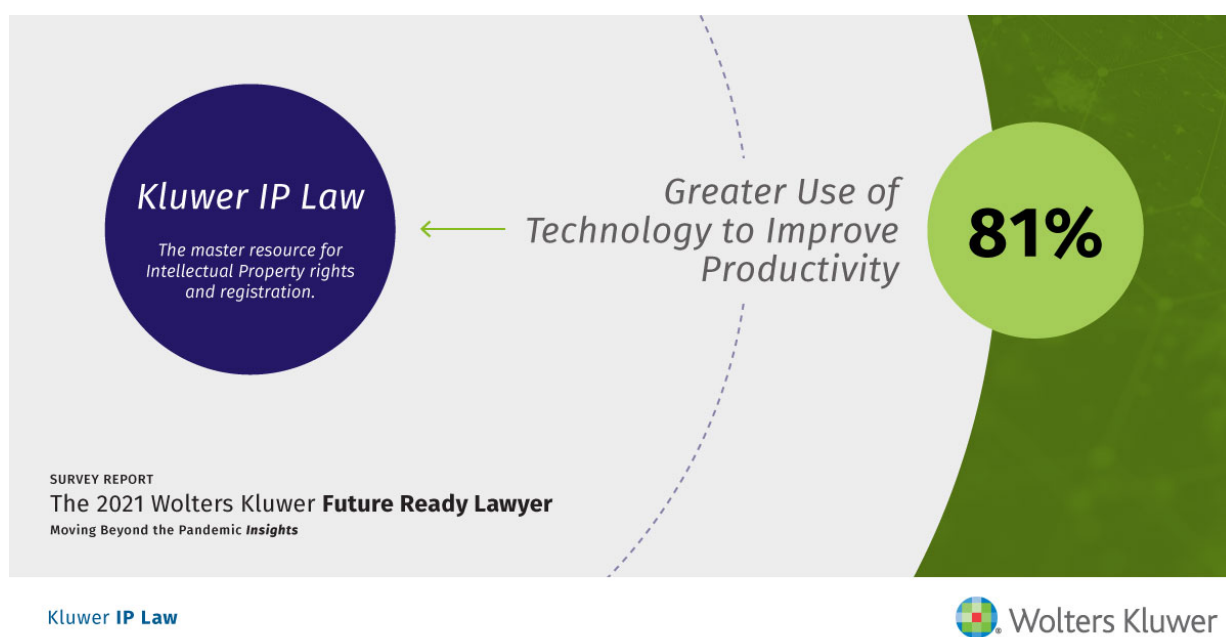 Kluwer IP Law
The master resource for
Intellectual Property rights
and registration.
Greater Use of
Technology to Improve
Productivity
81%
SURVEY REPORT
The 2021 Wolters Kluwer Future Ready Lawyer
Moving Beyond the Pandemic Insights
Kluwer IP Law
Wolters Kluwer